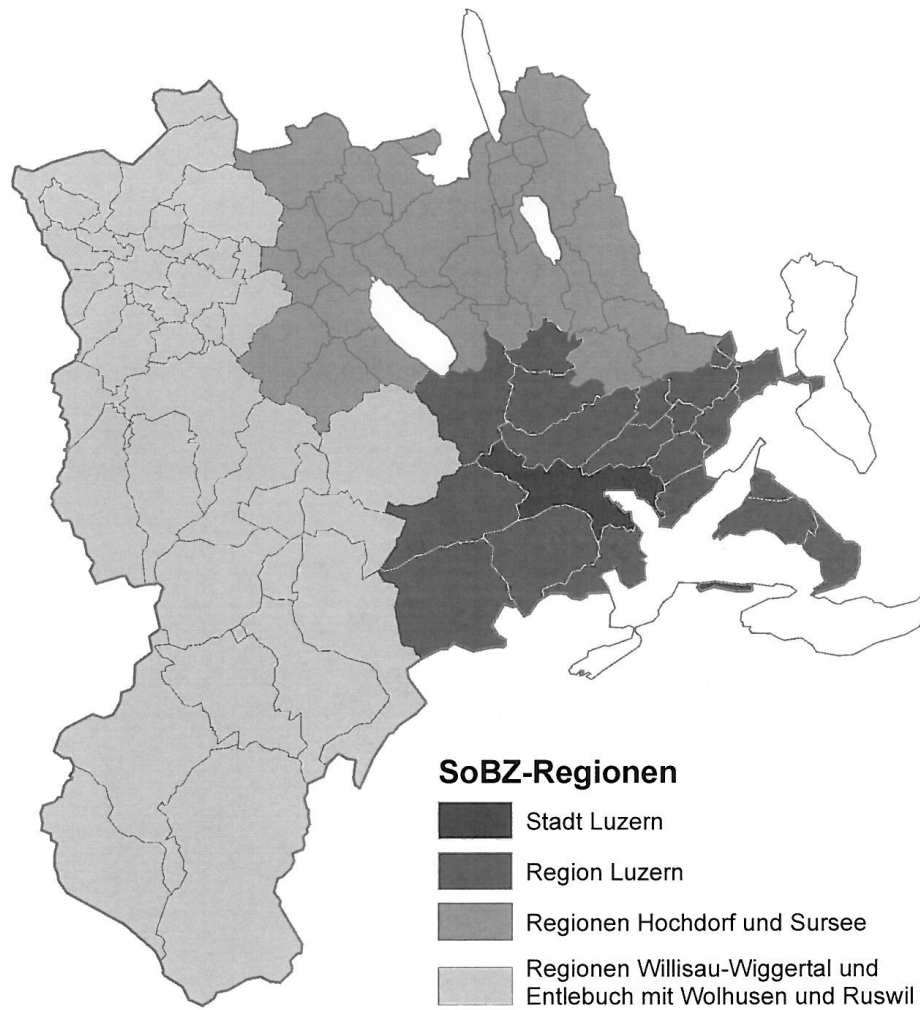 SoBZ-Regionen
Stadt Luzern
Region Luzern
Regionen Hochdorf und Sursee
Regionen Willisau-Wiggertal und
Entlebuch mit Wolhusen und Ruswil